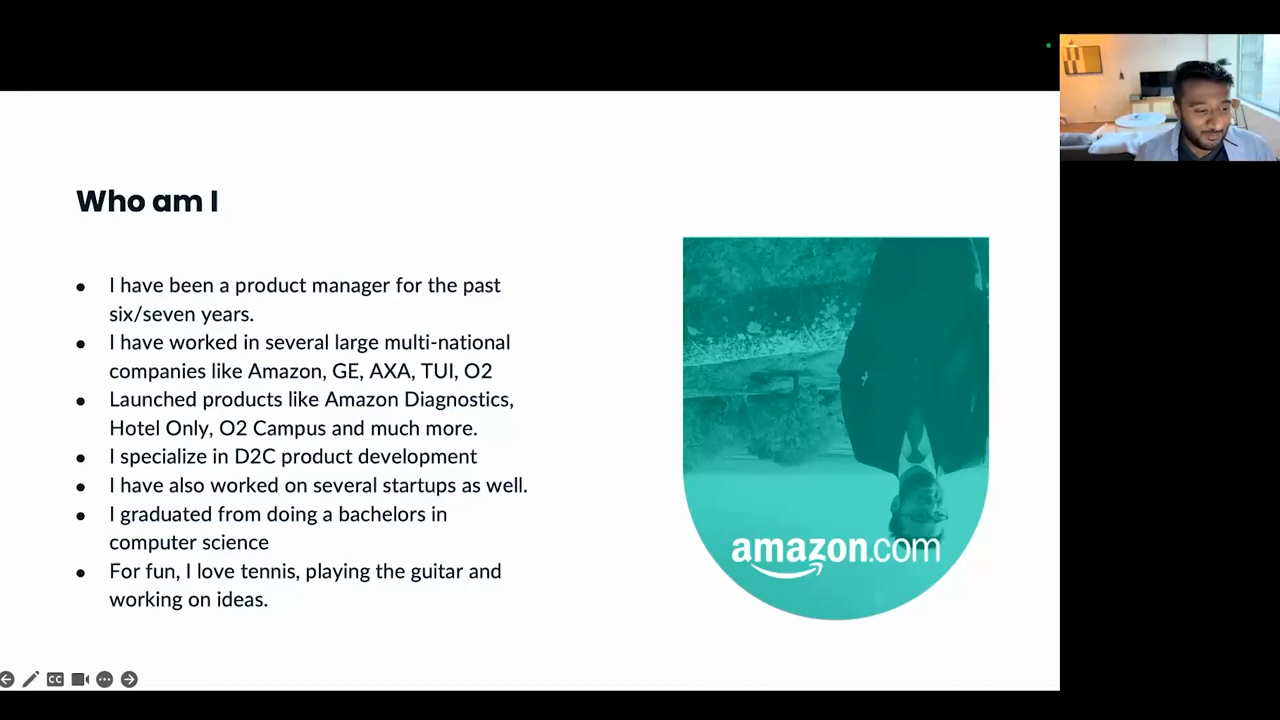 Who am I
● I have been a product manager for the past
six/seven years.
● I have worked in several large multi-national
companies like Amazon, GE, AXA, TUI, O2
● Launched products like Amazon Diagnostics,
Hotel Only, O2 Campus and much more.
● I specialize in D2C product development
● I have also worked on several startups as well.
● I graduated from doing a bachelors in
computer science
● For fun, I love tennis, playing the guitar and
working on ideas.
amazon.com
CC